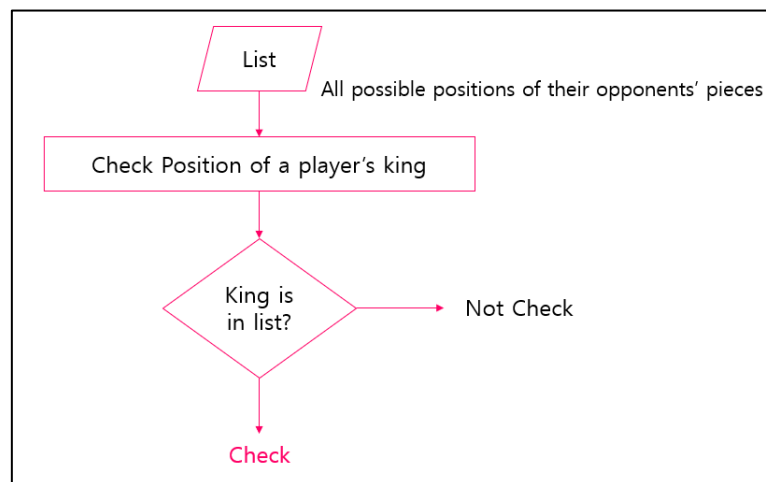 List
All possible positions of their opponents’ pieces
Check Position of a player’s king
King is
in list?
Not Check
Check